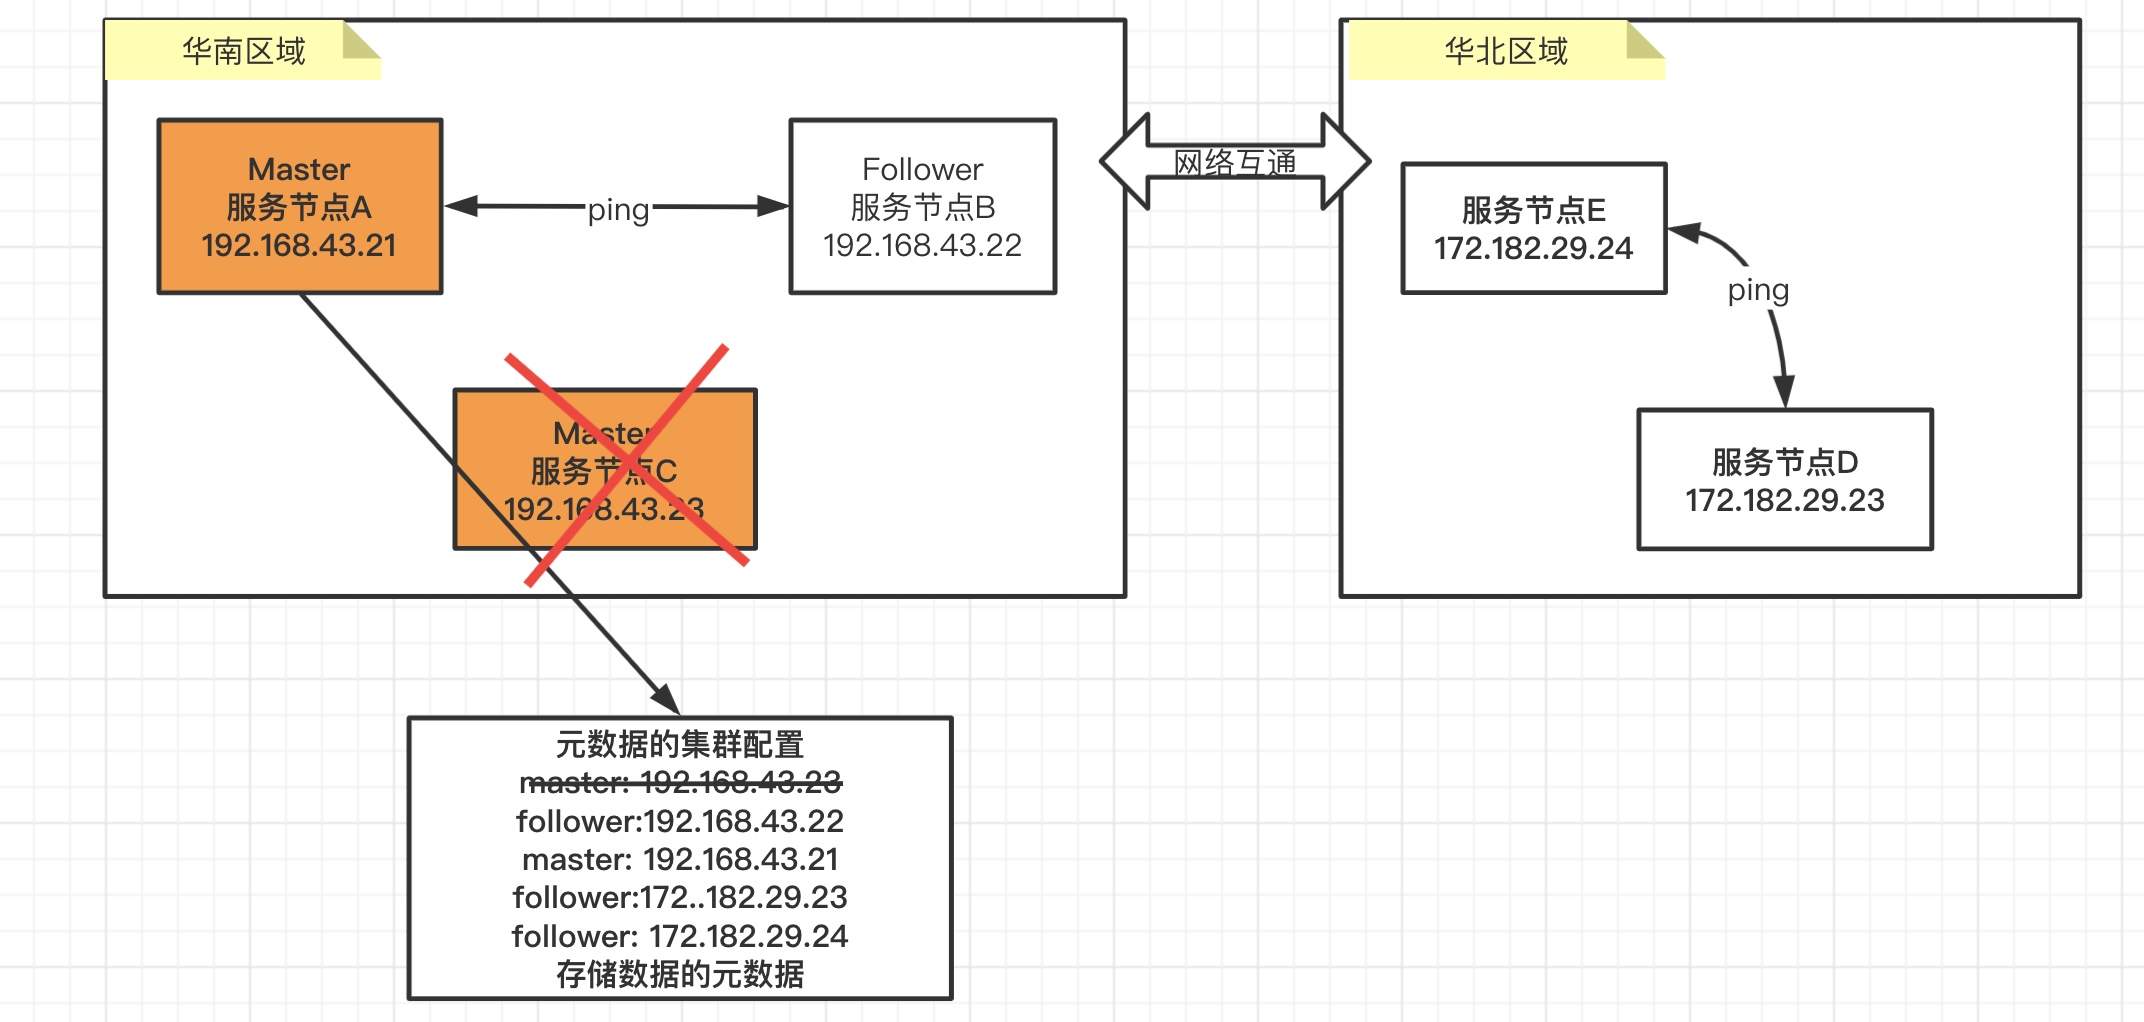 华南区域
华北区域
Master
服务节点A
192.168.43.21
ping
Follower
服务节点B
192.168.43.22
网络互通
服务节点E
172.182.29.24
ping
Master
服务节点C
192.168.43.23
服务节点D
172.182.29.23
元数据的集群配置
master: 192.168.43.23
follower:192.168.43.22
master: 192.168.43.21
follower:172..182.29.23
follower: 172.182.29.24
存储数据的元数据